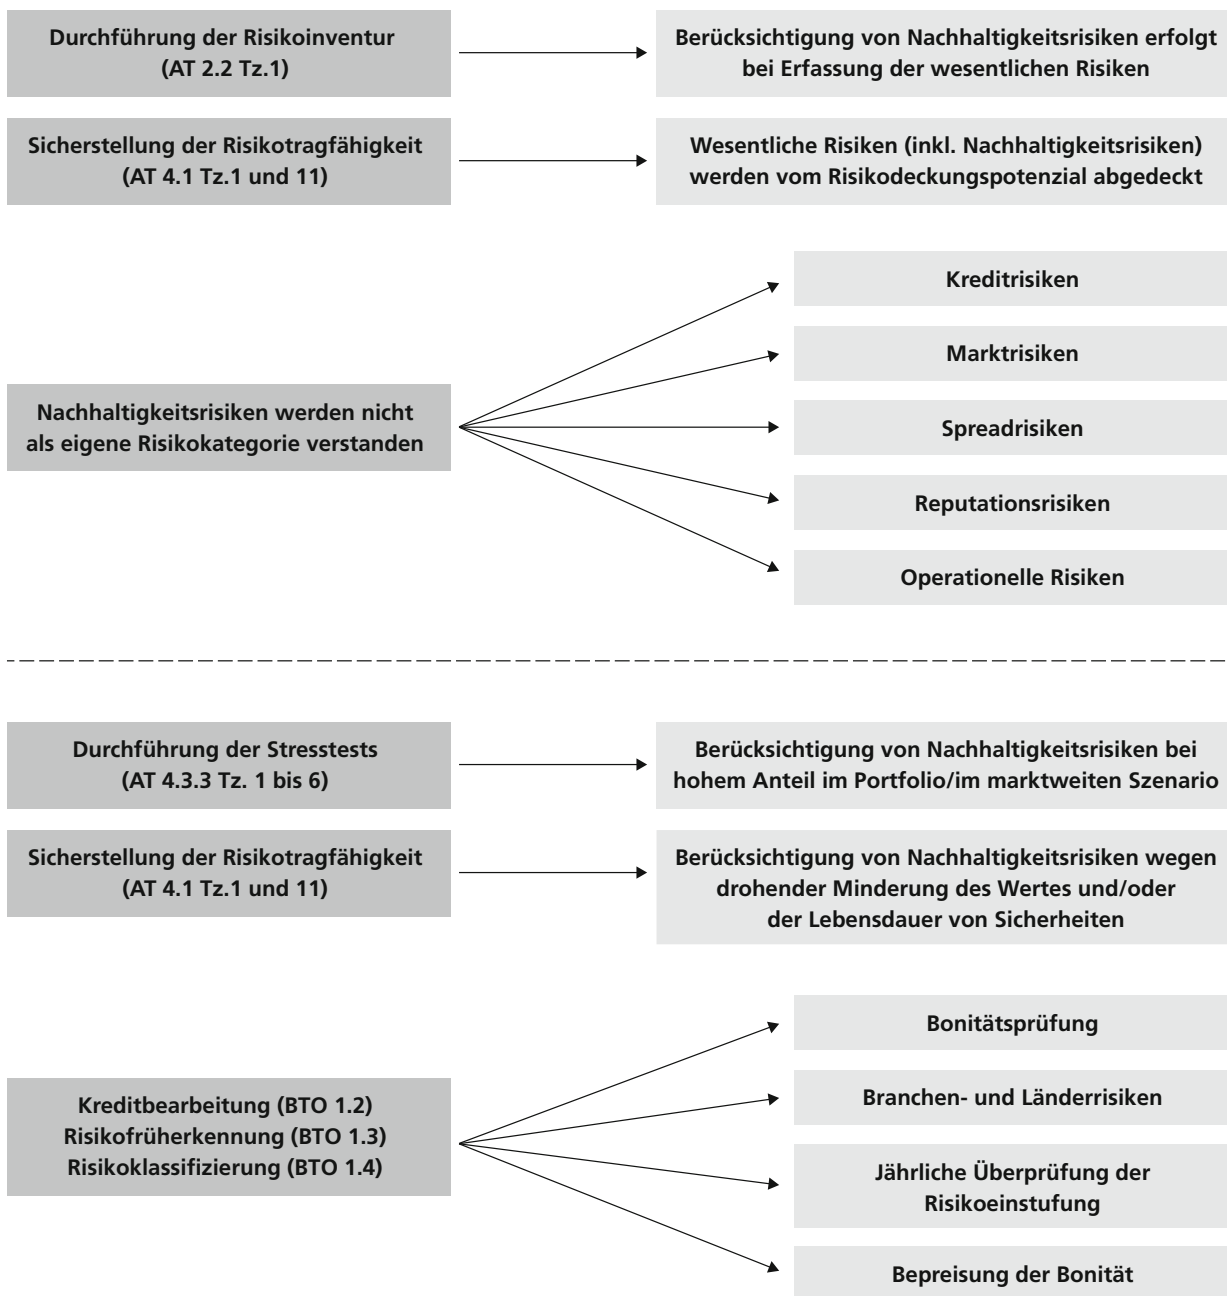 Durchführung der Risikoinventur
(AT 2.2 Tz.1)
Berücksichtigung von Nachhaltigkeitsrisiken erfolgt
bei Erfassung der wesentlichen Risiken
Sicherstellung der Risikotragfähigkeit
(AT 4.1 Tz.1 und 11)
Wesentliche Risiken (inkl. Nachhaltigkeitsrisiken)
werden vom Risikodeckungspotenzial abgedeckt
Nachhaltigkeitsrisiken werden nicht
als eigene Risikokategorie verstanden
Kreditrisiken
Marktrisiken
Spreadrisiken
Reputationsrisiken
Operationelle Risiken
Durchführung der Stresstests
(AT 4.3.3 Tz. 1 bis 6)
Berücksichtigung von Nachhaltigkeitsrisiken bei
hohem Anteil im Portfolio/im marktweiten Szenario
Sicherstellung der Risikotragfähigkeit
(AT 4.1 Tz.1 und 11)
Berücksichtigung von Nachhaltigkeitsrisiken wegen
drohender Minderung des Wertes und/oder
der Lebensdauer von Sicherheiten
Kreditbearbeitung (BTO 1.2)
Risikofrüherkennung (BTO 1.3)
Risikoklassifizierung (BTO 1.4)
Bonitätsprüfung
Branchen- und Länderrisiken
Jährliche Überprüfung der
Risikoeinstufung
Bepreisung der Bonität